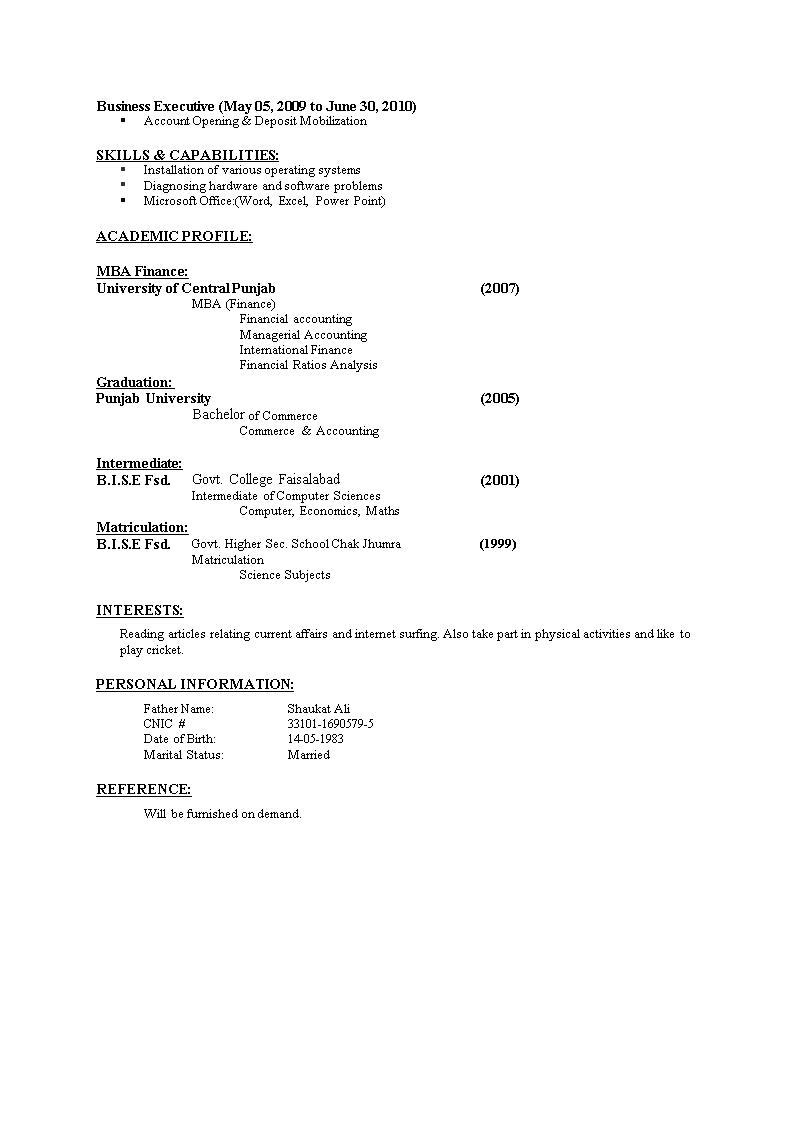 Business Executive (May 05, 2009 to June 30, 2010)
▪ Account Opening & Deposit Mobilization
SKILLS & CAPABILITIES:
▪ Installation of various operating systems
▪ Diagnosing hardware and software problems
▪ Microsoft Office:(Word, Excel, Power Point)
ACADEMIC PROFILE:
MBA Finance:
University of Central Punjab (2007)
MBA (Finance)
Financial accounting
Managerial Accounting
International Finance
Financial Ratios Analysis
Graduation:
Punjab University (2005)
Bachelor of Commerce
Commerce & Accounting
Intermediate:
B.I.S.E Fsd. Govt. College Faisalabad (2001)
Intermediate of Computer Sciences
Computer, Economics, Maths
Matriculation:
B.I.S.E Fsd. Govt. Higher Sec. School Chak Jhumra (1999)
Matriculation
Science Subjects
INTERESTS:
Reading articles relating current affairs and internet surfing. Also take part in physical activities and like to
play cricket.
PERSONAL INFORMATION:
Father Name: Shaukat Ali
CNIC # 33101-1690579-5
Date of Birth: 14-05-1983
Marital Status: Married
REFERENCE:
Will be furnished on demand.